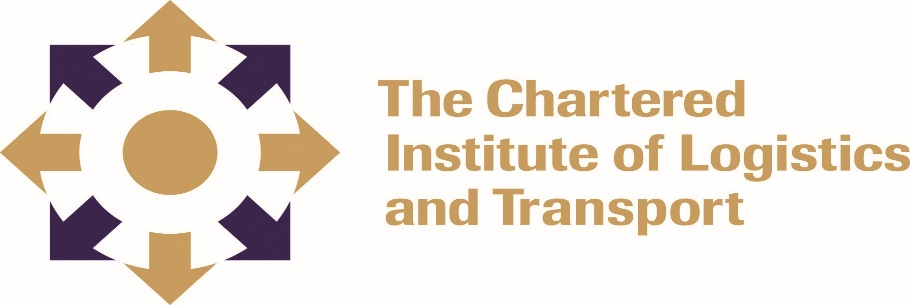 The Chartered
Institute of Logistics
and Transport